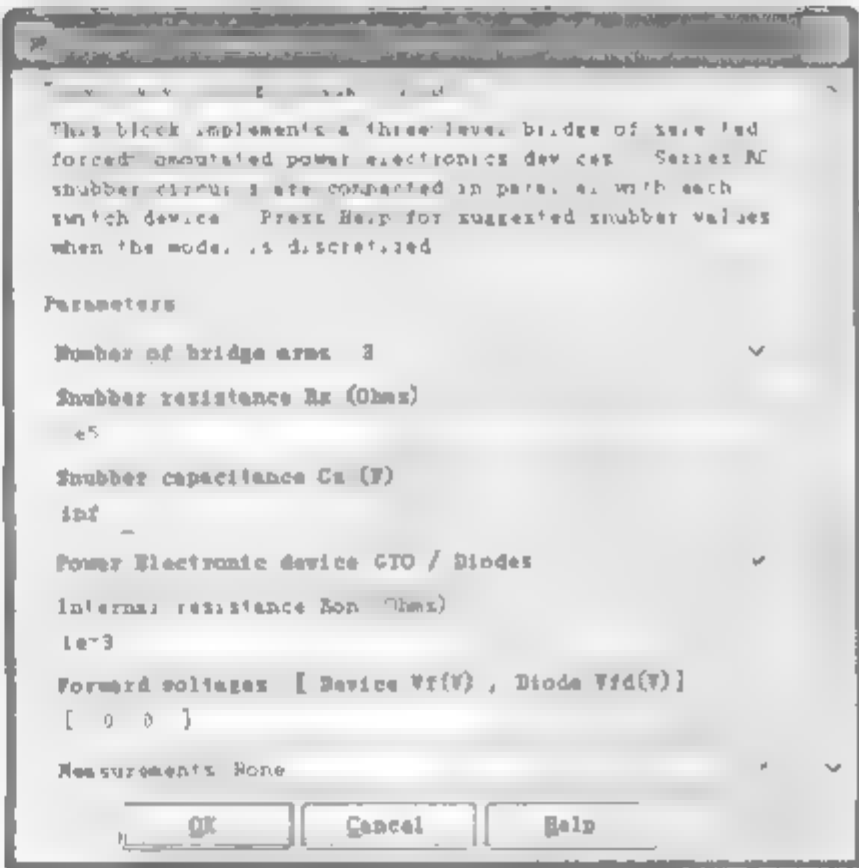 This block implements a three level bridge of selected
forced commutated power electronics devices Series RC
snubber circuits are connected in parallel with each
switch device Press Help for suggested snubber values
when the model is discretized
Parameters
Number of bridge arms 3
Snubber resistance Rs (Ohms)
e5
Snubber capacitance Cs (F)
inf
Power Electronic device GTO / Diodes
Internal resistance Ron (Ohms)
1e-3
Forward voltages [ Device Vf(V) , Diode Vfd(V)]
[ 0 0 ]
Measurements None
OK Cancel Help